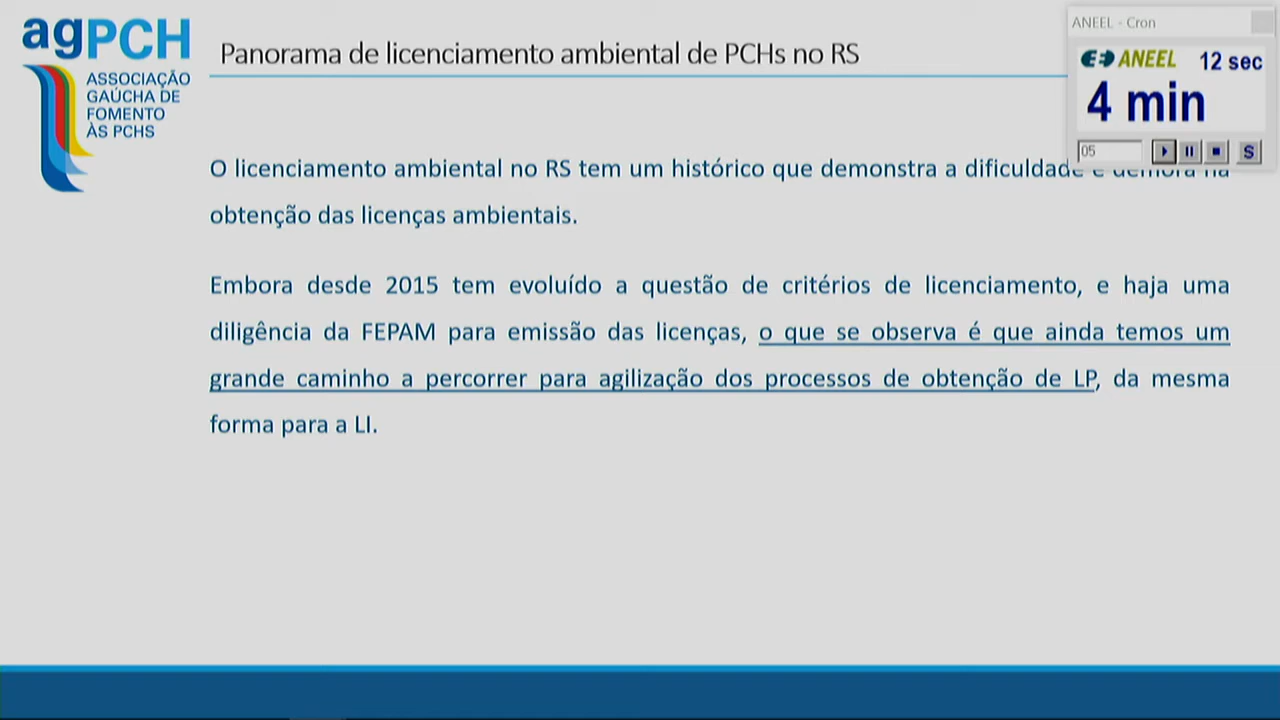 agPCH
ASSOCIAÇÃO
GAÚCHA DE
FOMENTO
ÀS PCHS
Panorama de licenciamento ambiental de PCHs no RS
ANEEL - Cron
ANEEL 12 sec
4 min
05
S
O licenciamento ambiental no RS tem um histórico que demonstra a dificuldade e demora na
obtenção das licenças ambientais.
Embora desde 2015 tem evoluído a questão de critérios de licenciamento, e haja uma
diligência da FEPAM para emissão das licenças, o que se observa é que ainda temos um
grande caminho a percorrer para agilização dos processos de obtenção de LP, da mesma
forma para a LI.